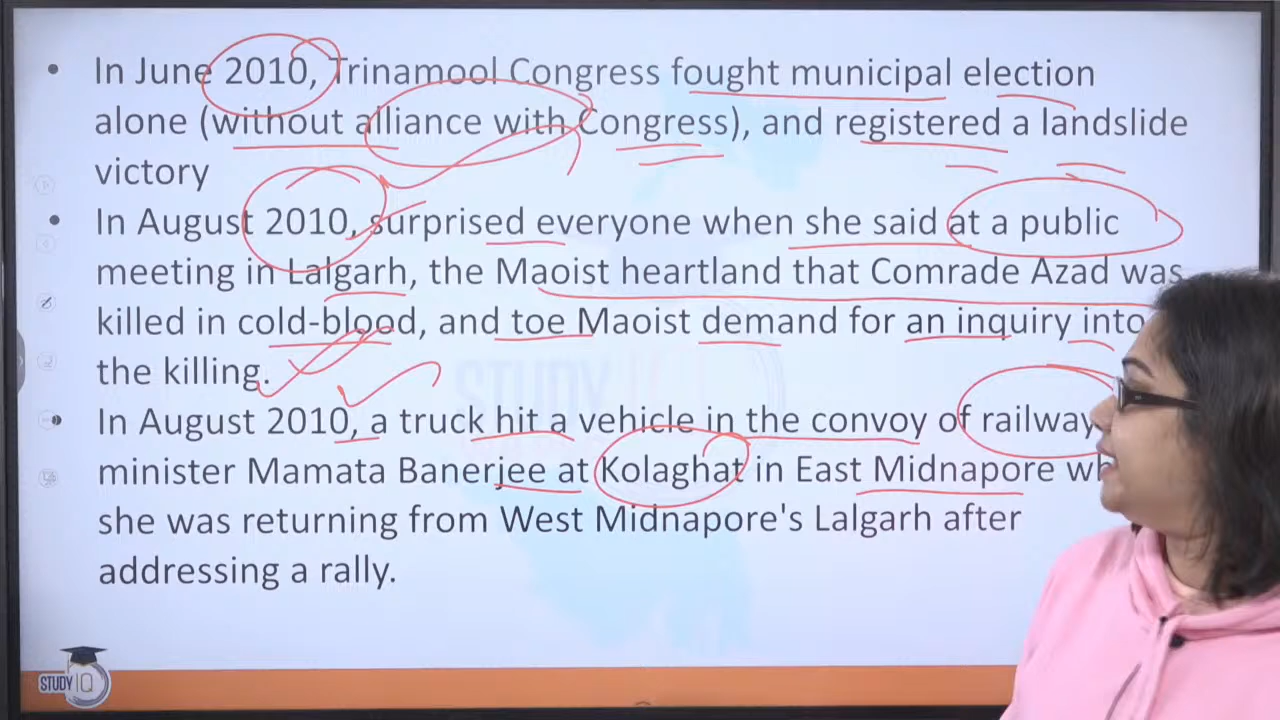 • In June 2010, Trinamool Congress fought municipal election
alone (without alliance with Congress), and registered a landslide
victory
• In August 2010, surprised everyone when she said at a public
meeting in Lalgarh, the Maoist heartland that Comrade Azad was
killed in cold-blood, and toe Maoist demand for an inquiry into
the killing.
• In August 2010, a truck hit a vehicle in the convoy of railway
minister Mamata Banerjee at Kolaghat in East Midnapore
she was returning from West Midnapore's Lalgarh after
addressing a rally.
STUDY IQ
STUDY IQ